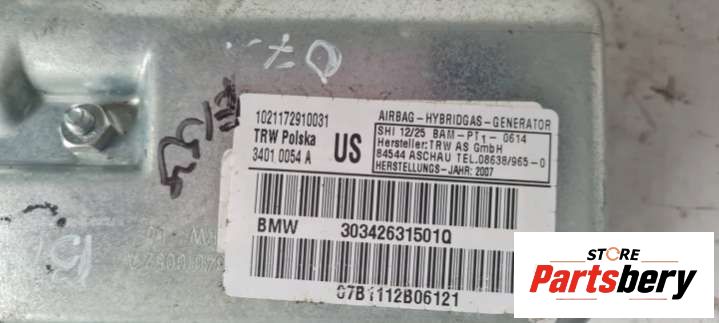 1021172910031
TRW Polska
3401 0054 A
US
AIRBAG-HYBRIDGAS-GENERATOR
SHI 12/25 BAM-PT1-0614
Hersteller:TRW AS GmbH
84544 ASCHAU TEL.08638/965-0
HERSTELLUNGS-JAHR: 2007
BMW 30342631501Q
07B1112B06121
STORE
Partsbery